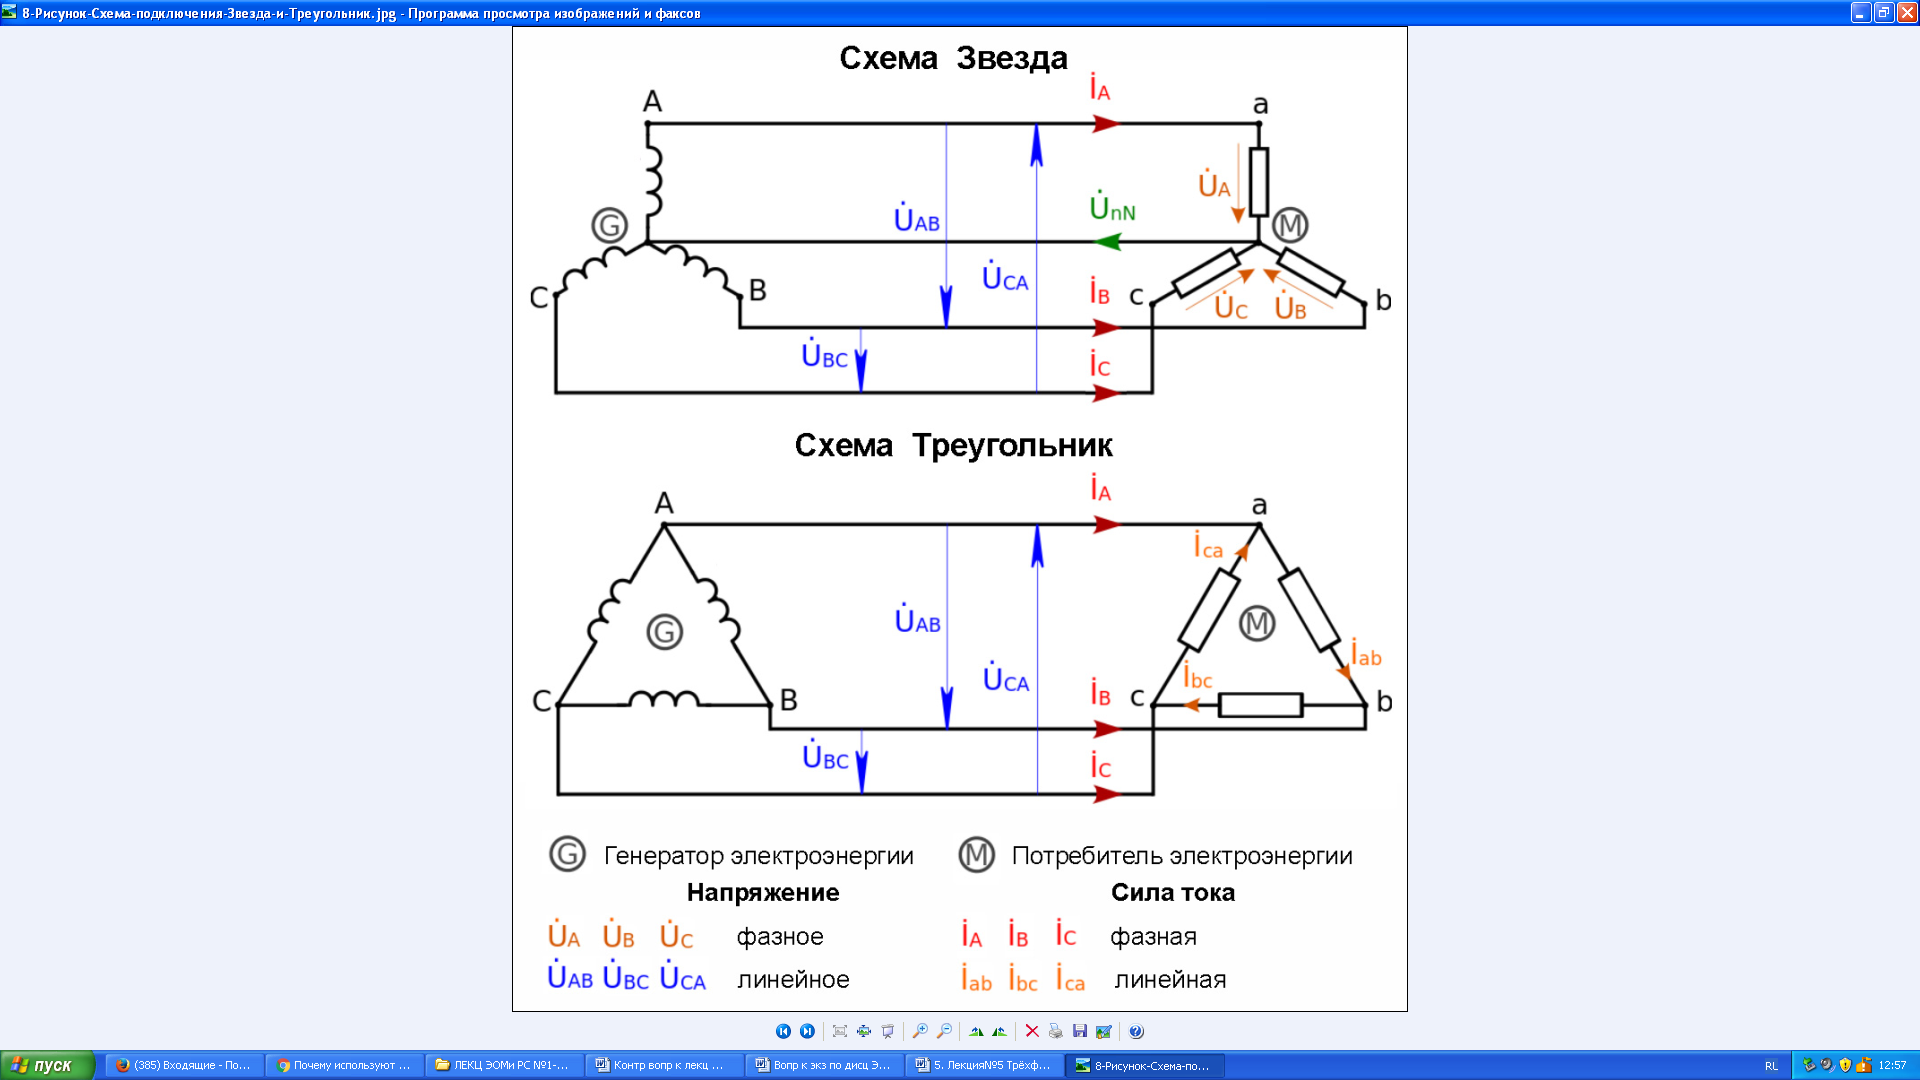 8-Рисунок-Схема-подключения-Звезда-и-Треугольник.jpg - Программа просмотра изображений и факсов
Схема Звезда
İA
A
a
U̇A
G
U̇AB
U̇nN
M
U̇CA
C
B
İB
c
U̇C
U̇B
b
U̇BC
İC
Схема Треугольник
İA
A
a
İca
G
U̇AB
M
İab
U̇CA
İbc
C
B
İB
c
b
U̇BC
İC
G Генератор электроэнергии
M Потребитель электроэнергии
Напряжение
Сила тока
U̇A U̇B U̇C фазное
İA İB İC фазная
U̇AB U̇BC U̇CA линейное
İab İbc İca линейная
пуск
(385) Входящие - По...
Почему используют ...
ЛЕКЦ ЭОМи РС №1-...
Контр вопр к лекц ...
Вопр к экз по дисц Э...
5. Лекция№5 Трёхф...
8-Рисунок-Схема-по...
RL
12:57